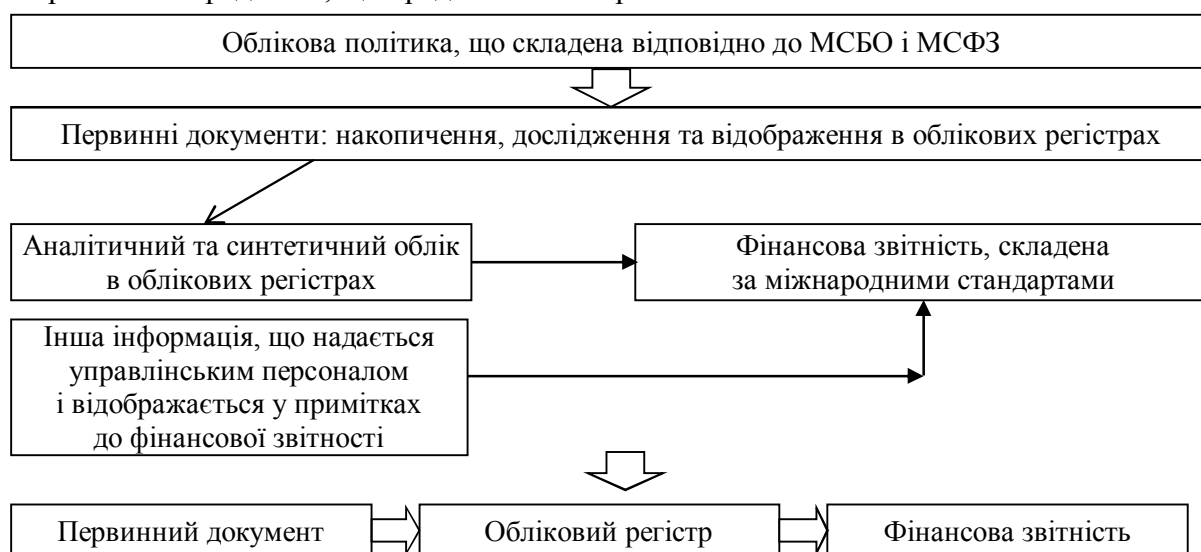 Облікова політика, що складена відповідно до МСБО і МСФЗ
Первинні документи: накопичення, дослідження та відображення в облікових регістрах
Аналітичний та синтетичний облік
в облікових регістрах
Фінансова звітність, складена
за міжнародними стандартами
Інша інформація, що надається
управлінським персоналом
і відображається у примітках
до фінансової звітності
Первинний документ
Обліковий регістр
Фінансова звітність